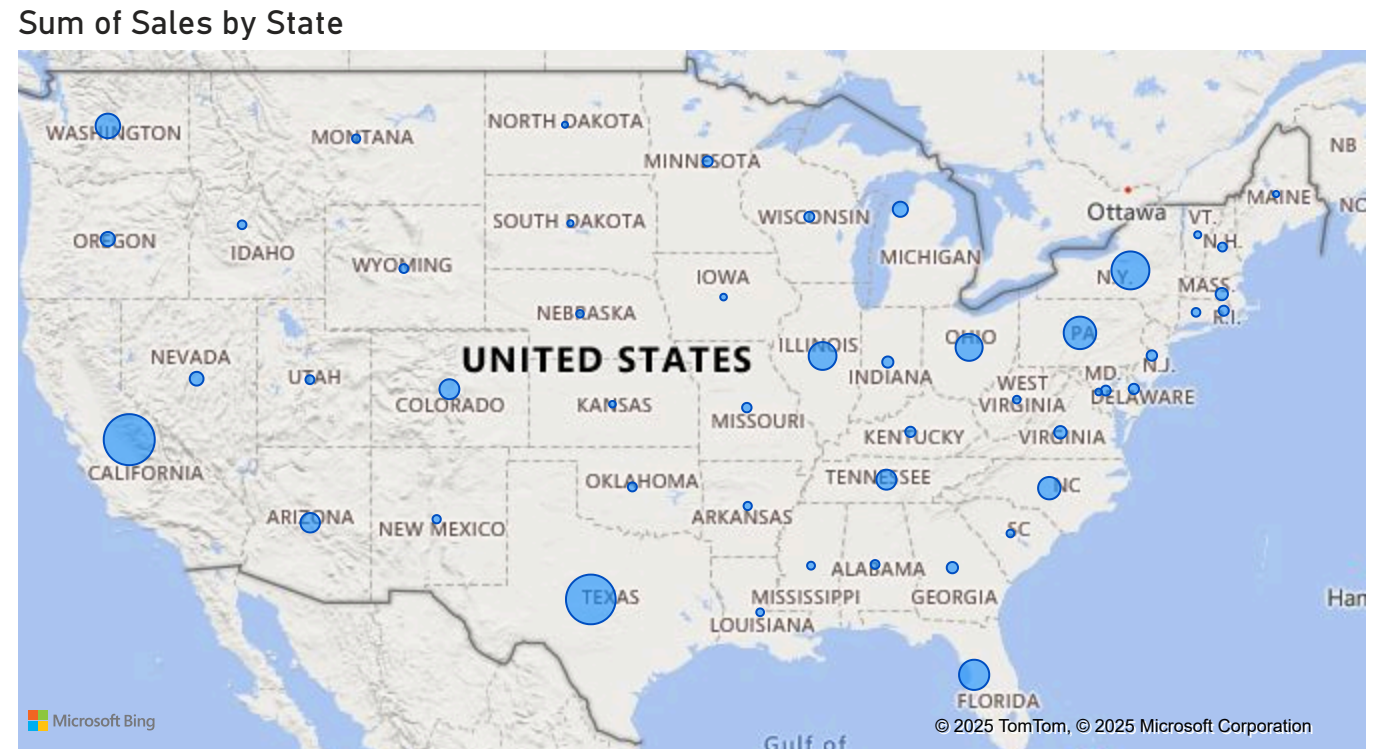 Sum of Sales by State
WASHINGTON
MONTANA
NORTH DAKOTA
MINNESOTA
NB
OREGON
IDAHO
WYOMING
SOUTH DAKOTA
WISCONSIN
MICHIGAN
Ottawa
MAINE
NO
VT.
N.H.
N.Y.
MASS.
R.I.
IOWA
NEBRASKA
NEVADA
UTAH
COLORADO
UNITED STATES
KANSAS
MISSOURI
ILLINOIS
INDIANA
OHIO
PA
N.J.
MD.
DELAWARE
WEST
VIRGINIA
KENTUCKY
VIRGINIA
CALIFORNIA
ARIZONA
NEW MEXICO
OKLAHOMA
ARKANSAS
TENNESSEE
NC
SC
TEXAS
LOUISIANA
MISSISSIPPI
ALABAMA
GEORGIA
Han
FLORIDA
Gulf of
Microsoft Bing
© 2025 TomTom, © 2025 Microsoft Corporation